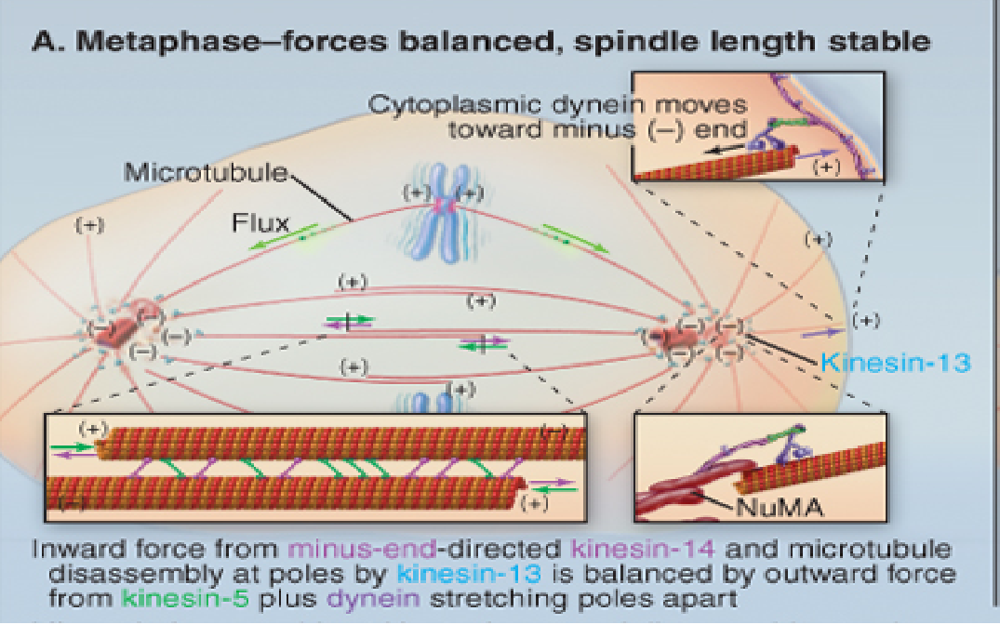 A. Metaphase–forces balanced, spindle length stable
Cytoplasmic dynein moves
toward minus (–) end
(+)
Microtubule
(+) (+)
(+)
Flux
(+)
(+)
(+)
(+)
(–) (–) (–) (–)
(–) (–) (–) (–) (–)
Kinesin-13
(+)
(+)
(+) (–)
(–) (+)
NuMA
Inward force from minus-end-directed kinesin-14 and microtubule
disassembly at poles by kinesin-13 is balanced by outward force
from kinesin-5 plus dynein stretching poles apart